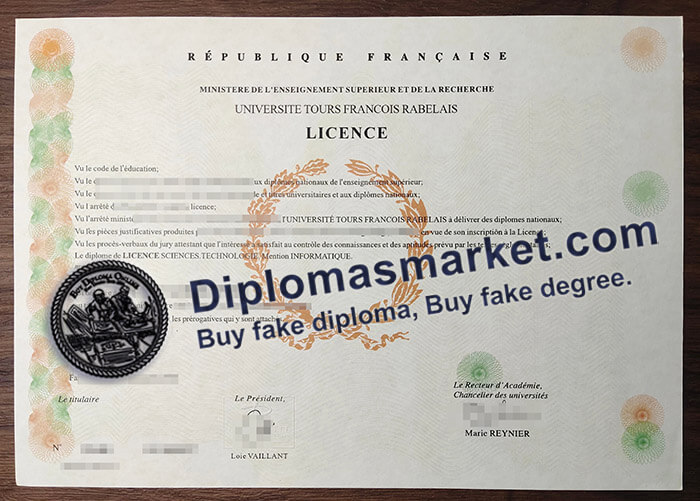 RÉPUBLIQUE FRANÇAISE
MINISTERE DE L'ENSEIGNEMENT SUPERIEUR ET DE LA RECHERCHE
UNIVERSITE TOURS FRANCOIS RABELAIS
LICENCE
Vu le code de l'éducation;
Vu le diplômes nationaux de l'enseignement supérieur;
Vu le titres universitaires et aux diplômes nationaux;
Vu l arrêté licence;
Vu l'arrêté l'UNIVERSITÉ TOURS FRANCOIS RABELAIS à délivrer des diplomes nationaux;
Vu les pièces justificatives produites en vue de son inscription à la Licence
Vu les procès-verbaux du jury attestant que l'intéressé a satisfait au contrôle des connaissances et des aptitudes prévu par les
Le diplome de LICENCE SCIENCES.TECHNOLOGIE Mention INFORMATIQUE.
Diplomasmarket.com
Buy fake diploma, Buy fake degree.
les prérogatives qui y sont
BUY DIPLOMA ONLINE
Le titulaire
Le Président,
Le Recteur d'Académie,
Chancelier des universités
Marie REYNIER
N°
Loie VAILLANT